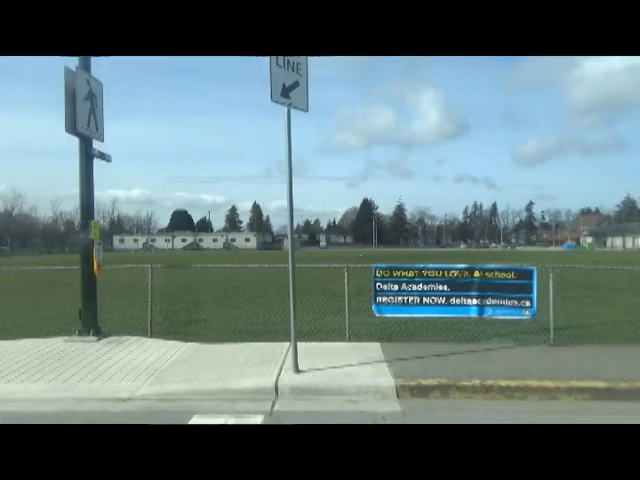 LINE
DO WHAT YOU LOVE. At school.
Delta Academies.
REGISTER NOW. deltaacademies.ca